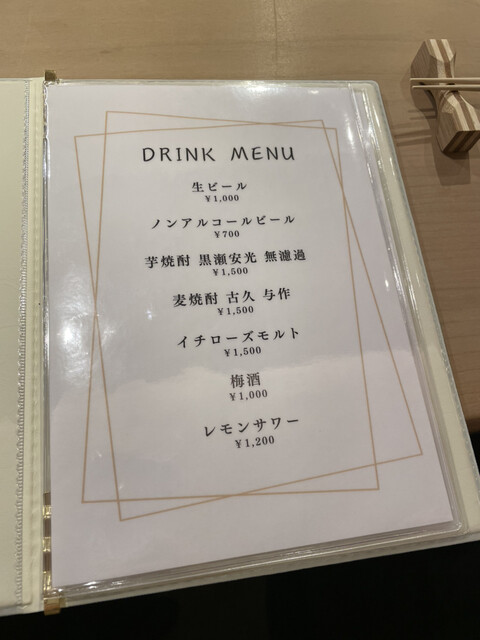 DRINK MENU
生ビール
¥1,000
ノンアルコールビール
¥700
芋焼酎 黒瀬安光 無濾過
¥1,500
麦焼酎 古久 与作
¥1,500
イチローズモルト
¥1,500
梅酒
¥1,000
レモンサワー
¥1,200